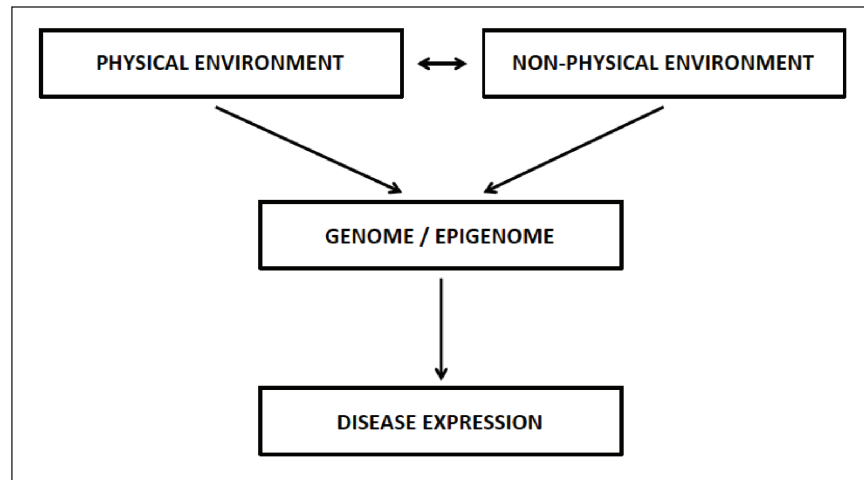 PHYSICAL ENVIRONMENT
NON-PHYSICAL ENVIRONMENT
GENOME / EPIGENOME
DISEASE EXPRESSION